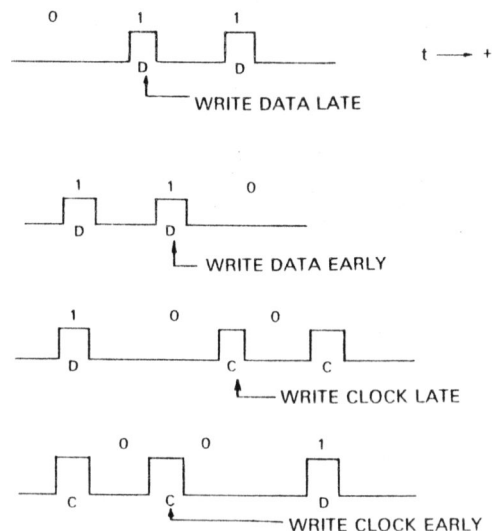 0 1 1
t → +
D D
WRITE DATA LATE
1 1 0
D D
WRITE DATA EARLY
1 0 0
D C C
WRITE CLOCK LATE
0 0 1
C C D
WRITE CLOCK EARLY